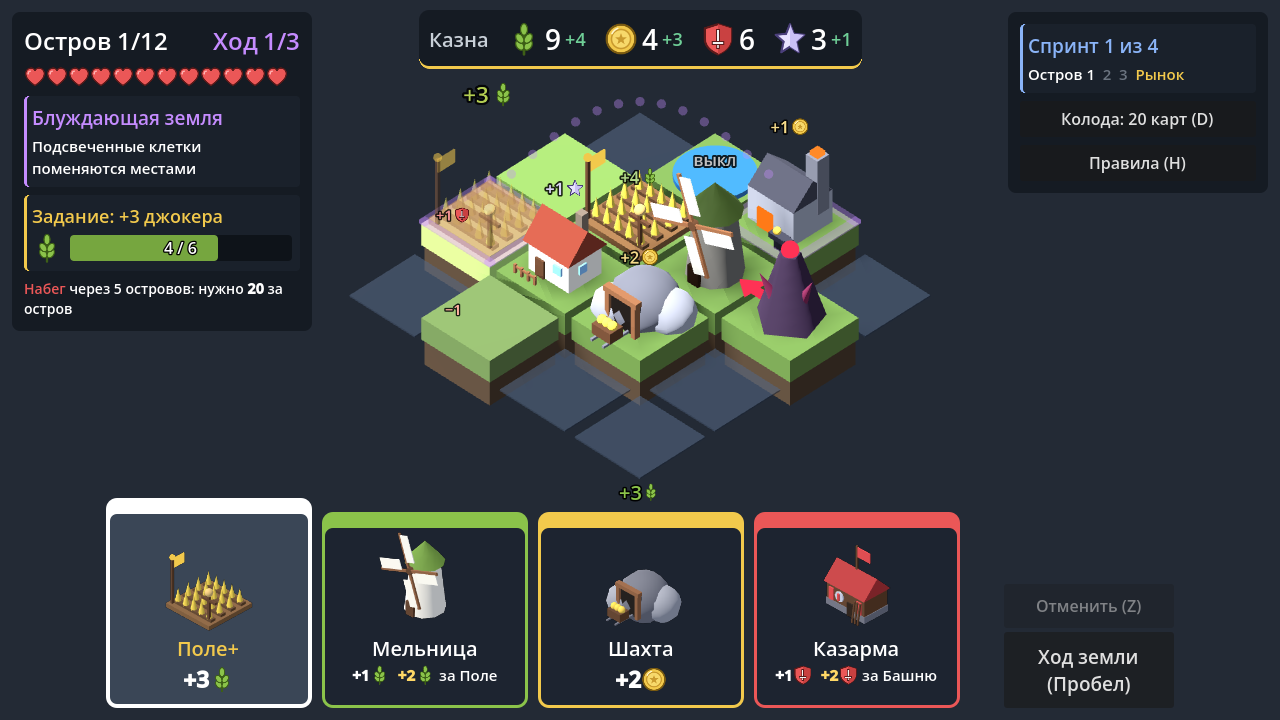 Остров 1/12
Ход 1/3
Блуждающая земля
Подсвеченные клетки
поменяются местами
Задание: +3 джокера
4 / 6
Набег через 5 островов: нужно 20 за
остров
Казна
9 +4
4 +3
6
3 +1
Спринт 1 из 4
Остров 1 2 3 Рынок
Колода: 20 карт (D)
Правила (H)
+3
+1
ВЫКЛ
+4
+1
+1
+2
−1
+3
Поле+
+3
Мельница
+1 +2 за Поле
Шахта
+2
Казарма
+1 +2 за Башню
Отменить (Z)
Ход земли
(Пробел)